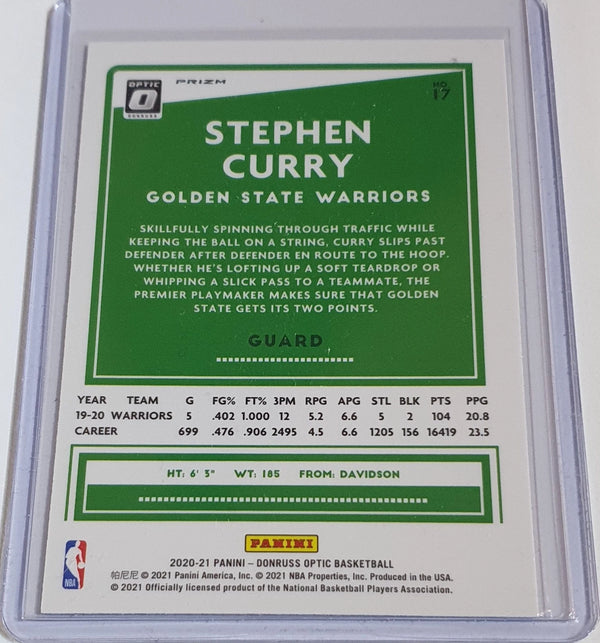 OPTIC
DONRUSS
PRIZM
NO.
17
STEPHEN
CURRY
GOLDEN STATE WARRIORS
SKILLFULLY SPINNING THROUGH TRAFFIC WHILE
KEEPING THE BALL ON A STRING, CURRY SLIPS PAST
DEFENDER AFTER DEFENDER EN ROUTE TO THE HOOP.
WHETHER HE'S LOFTING UP A SOFT TEARDROP OR
WHIPPING A SLICK PASS TO A TEAMMATE, THE
PREMIER PLAYMAKER MAKES SURE THAT GOLDEN
STATE GETS ITS TWO POINTS.
GUARD
YEAR TEAM G FG% FT% 3PM RPG APG STL BLK PTS PPG
19-20 WARRIORS 5 .402 1.000 12 5.2 6.6 5 2 104 20.8
CAREER 699 .476 .906 2495 4.5 6.6 1205 156 16419 23.5
HT: 6' 3" WT: 185 FROM: DAVIDSON
PANINI
2020-21 PANINI – DONRUSS OPTIC BASKETBALL
帕尼尼 © 2021 Panini America, Inc. © 2021 NBA Properties, Inc. Produced in the USA.
© 2021 Officially licensed product of the National Basketball Players Association.
NBA